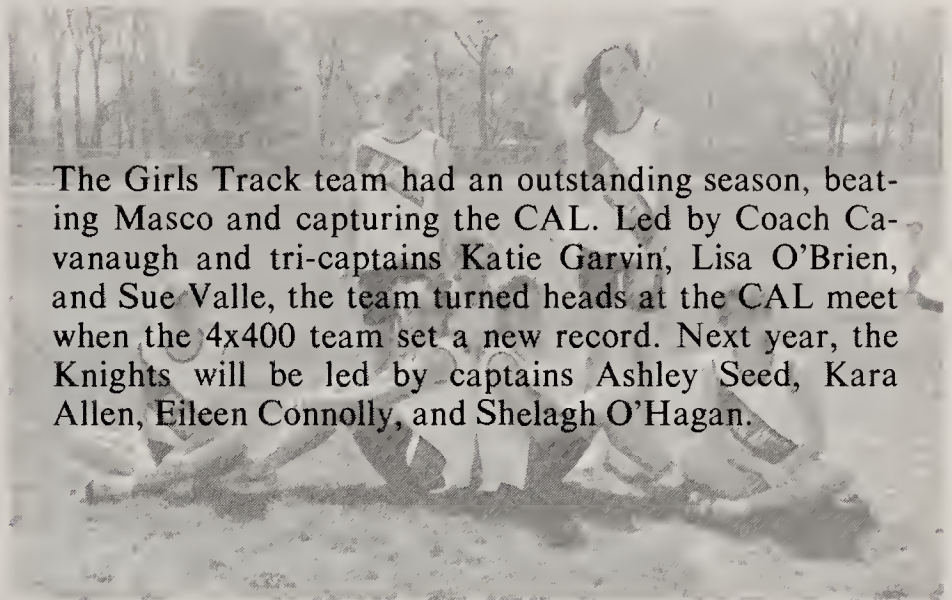 The Girls Track team had an outstanding season, beat-
ing Masco and capturing the CAL. Led by Coach Ca-
vanaugh and tri-captains Katie Garvin, Lisa O'Brien,
and Sue Valle, the team turned heads at the CAL meet
when the 4x400 team set a new record. Next year, the
Knights will be led by captains Ashley Seed, Kara
Allen, Eileen Connolly, and Shelagh O'Hagan.